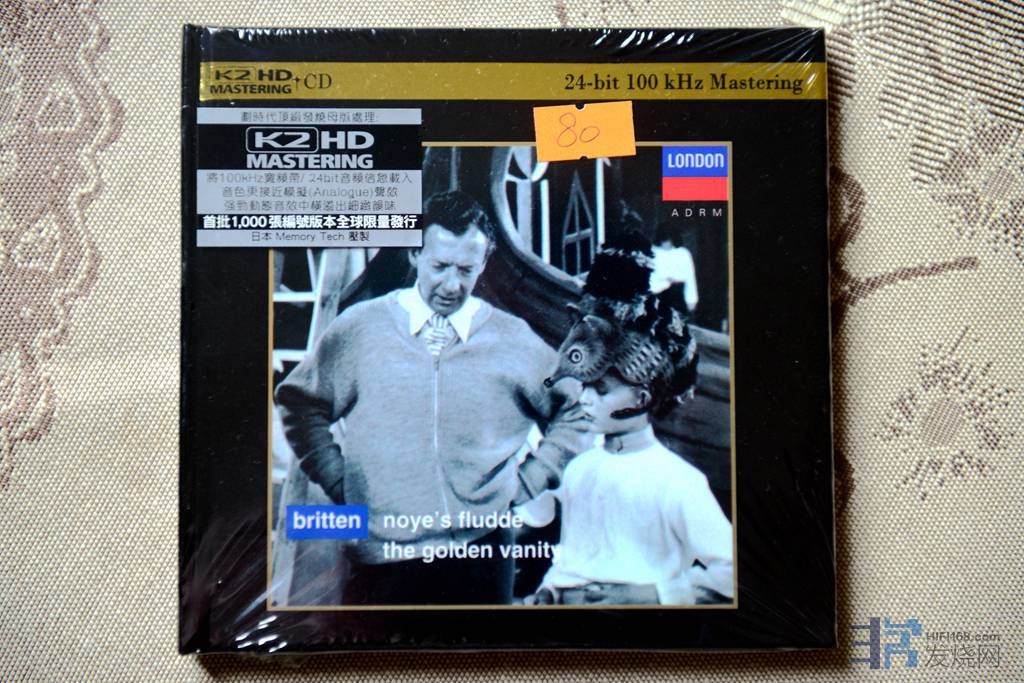 K2 HD MASTERING ↑ CD
24-bit 100 kHz Mastering
劃時代頂級發燒母版處理:
K2 HD
MASTERING
將100kHz寬頻帶/ 24bit音頻信息載入
音色更接近模擬(Analogue)聲效
強勁動態音效中橫溢出細緻韻味
首批1,000張編號版本全球限量發行
日本 Memory Tech 壓製
80
LONDON
ADRM
britten
noye's fludde
the golden vanity
HIFI168.com
发烧网